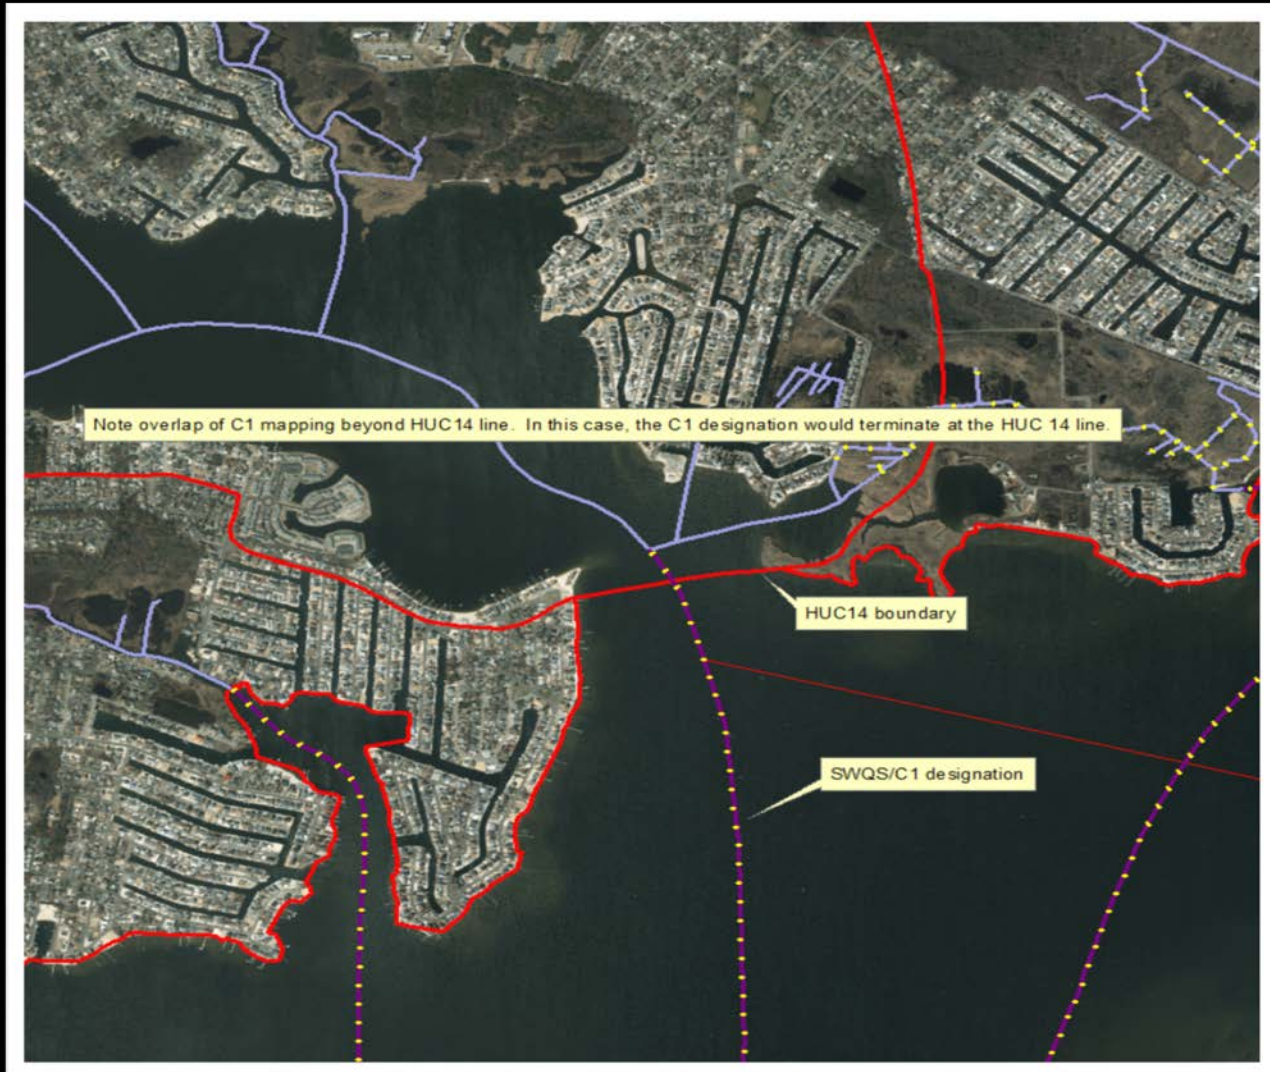 Note overlap of C1 mapping beyond HUC14 line. In this case, the C1 designation would terminate at the HUC 14 line.
HUC14 boundary
SWQS/C1 designation